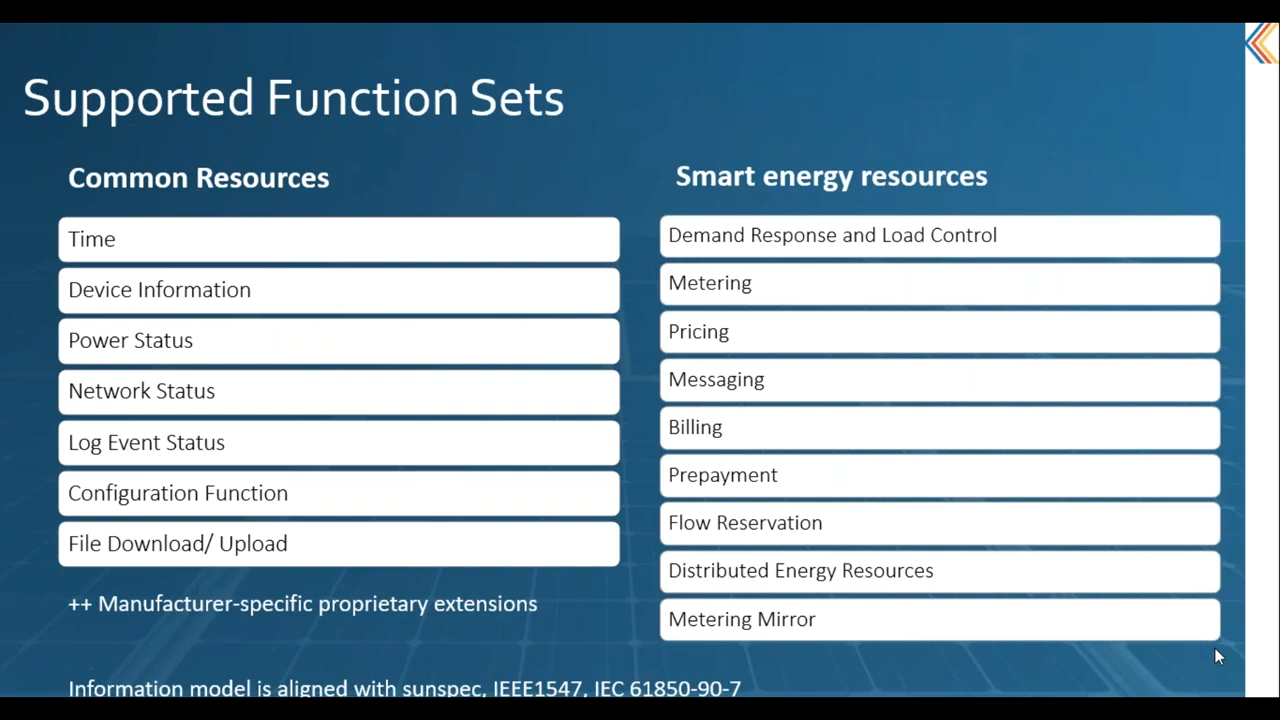 Supported Function Sets
Common Resources
Time
Device Information
Power Status
Network Status
Log Event Status
Configuration Function
File Download/ Upload
++ Manufacturer-specific proprietary extensions
Information model is aligned with sunspec, IEEE1547, IEC 61850-90-7
Smart energy resources
Demand Response and Load Control
Metering
Pricing
Messaging
Billing
Prepayment
Flow Reservation
Distributed Energy Resources
Metering Mirror